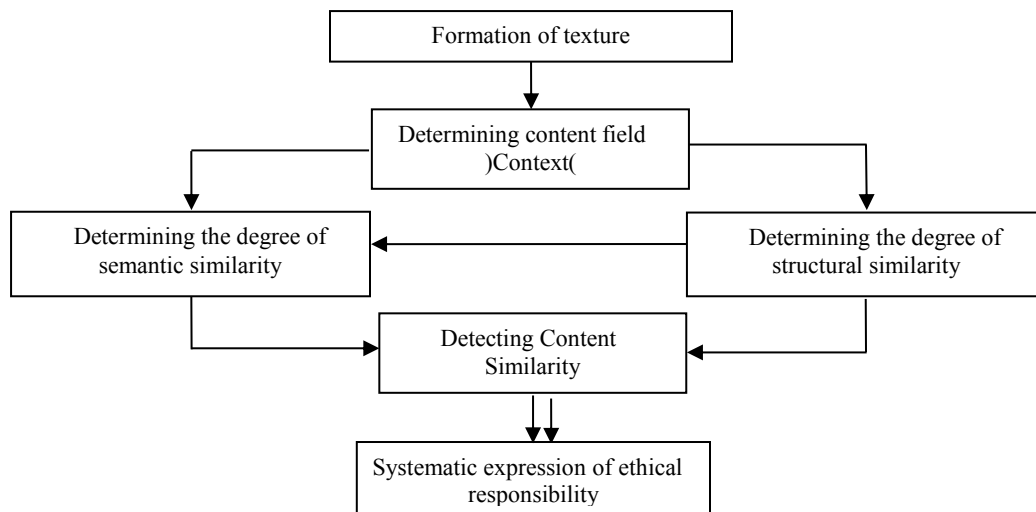 Formation of texture
Determining content field
)Context(
Determining the degree of
semantic similarity
Determining the degree of
structural similarity
Detecting Content
Similarity
Systematic expression of ethical
responsibility